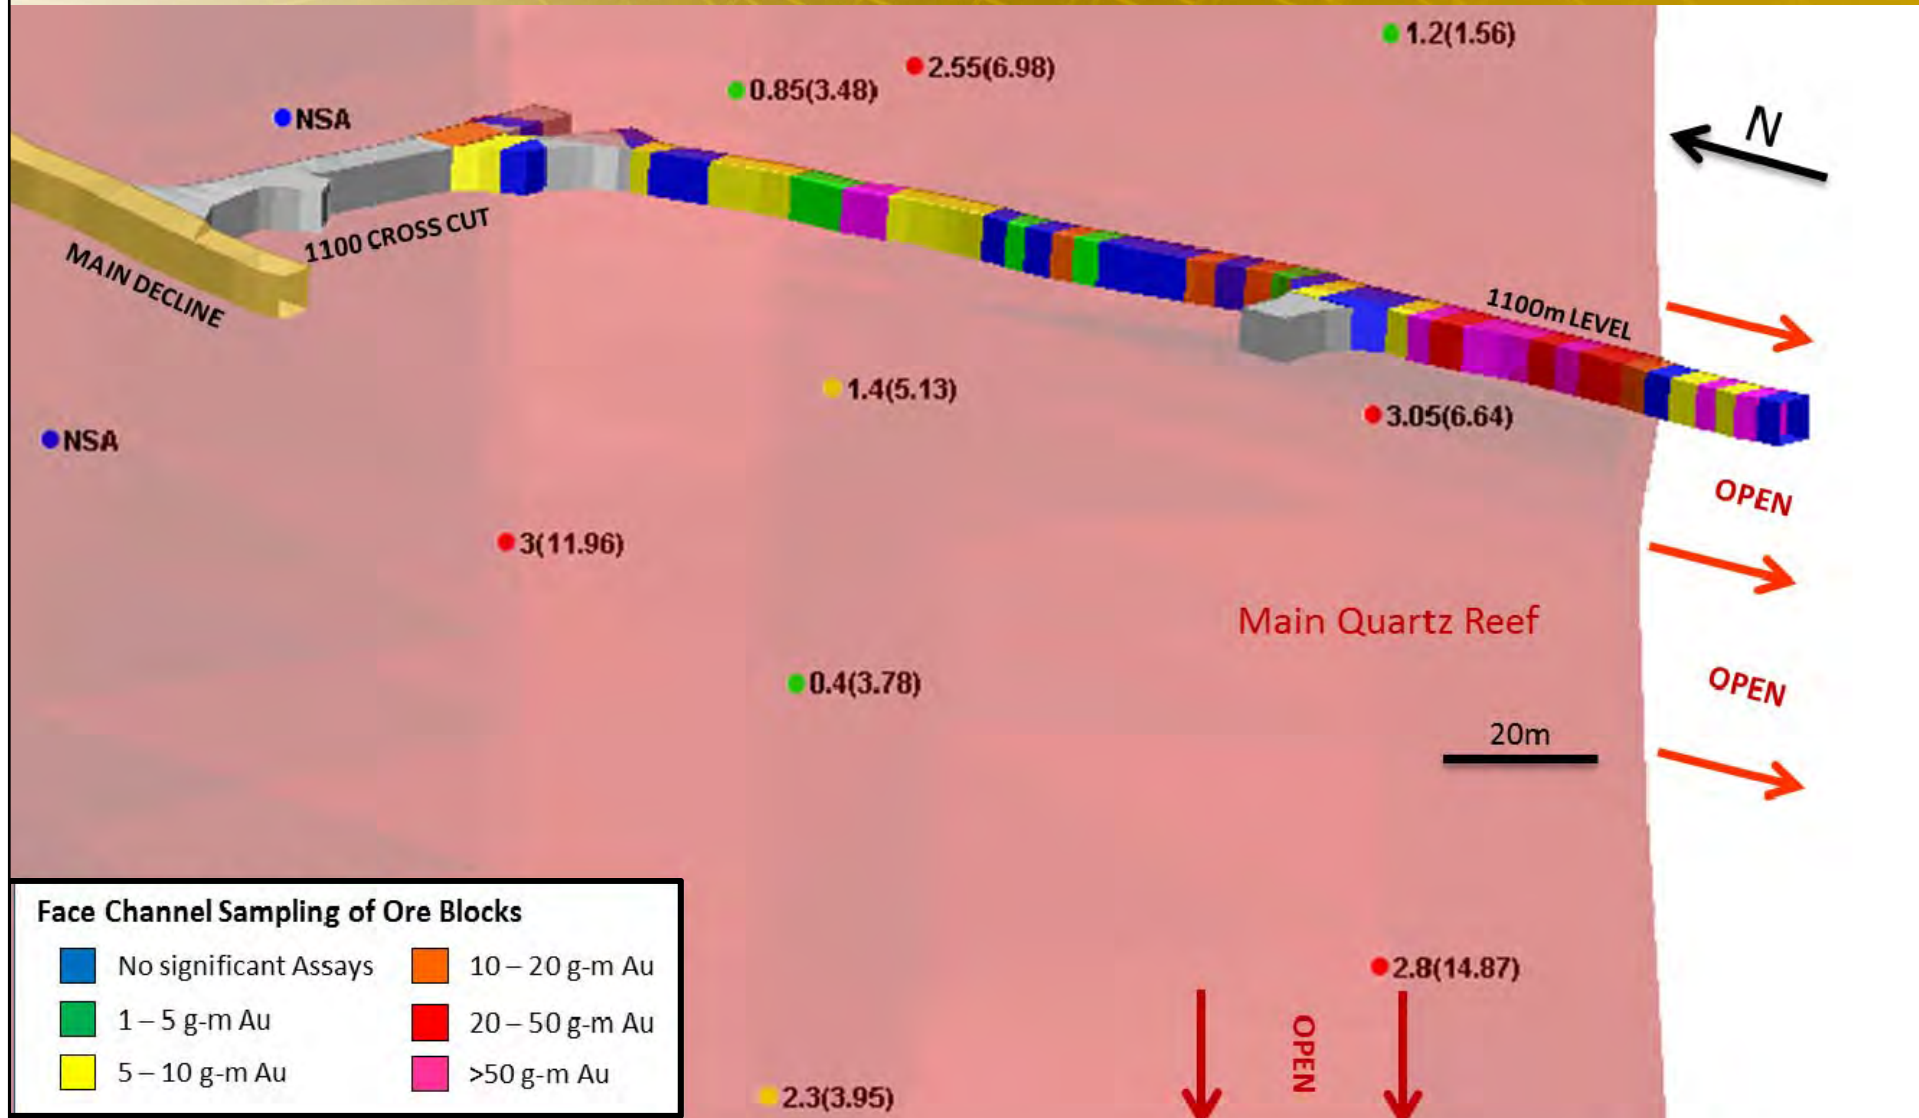 1.2(1.56)
2.55(6.98)
0.85(3.48)
NSA
N
1100 CROSS CUT
MAIN DECLINE
1100m LEVEL
1.4(5.13)
3.05(6.64)
NSA
OPEN
3(11.96)
Main Quartz Reef
0.4(3.78)
OPEN
20m
Face Channel Sampling of Ore Blocks
No significant Assays
10 – 20 g-m Au
1 – 5 g-m Au
20 – 50 g-m Au
5 – 10 g-m Au
>50 g-m Au
2.8(14.87)
OPEN
2.3(3.95)